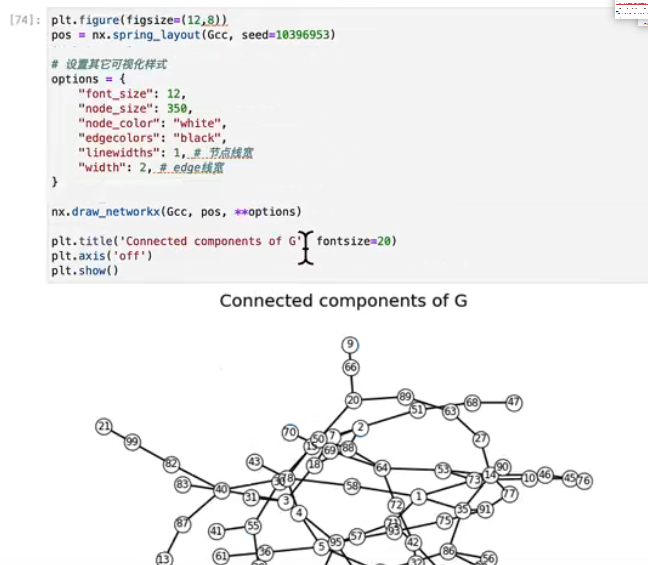 [74]:
plt.figure(figsize=(12,8))
pos = nx.spring_layout(Gcc, seed=10396953)
# 设置其它可视化样式
options = {
"font_size": 12,
"node_size": 350,
"node_color": "white",
"edgecolors": "black",
"linewidths": 1, # 节点线宽
"width": 2, # edge线宽
}
nx.draw_networkx(Gcc, pos, **options)
plt.title('Connected components of G' fontsize=20)
plt.axis('off')
plt.show()
Connected components of G
9
66
20 89 51 63 68 47
21 99 70 50 7 2 27
15 69 88
82 43 18 64 53 73 14 90
83 40 78 58 10 46 45 76
31 3 1 77
87 4 72 35 91
41 55 93 75
13 61 36 5 95 57 42 86 56